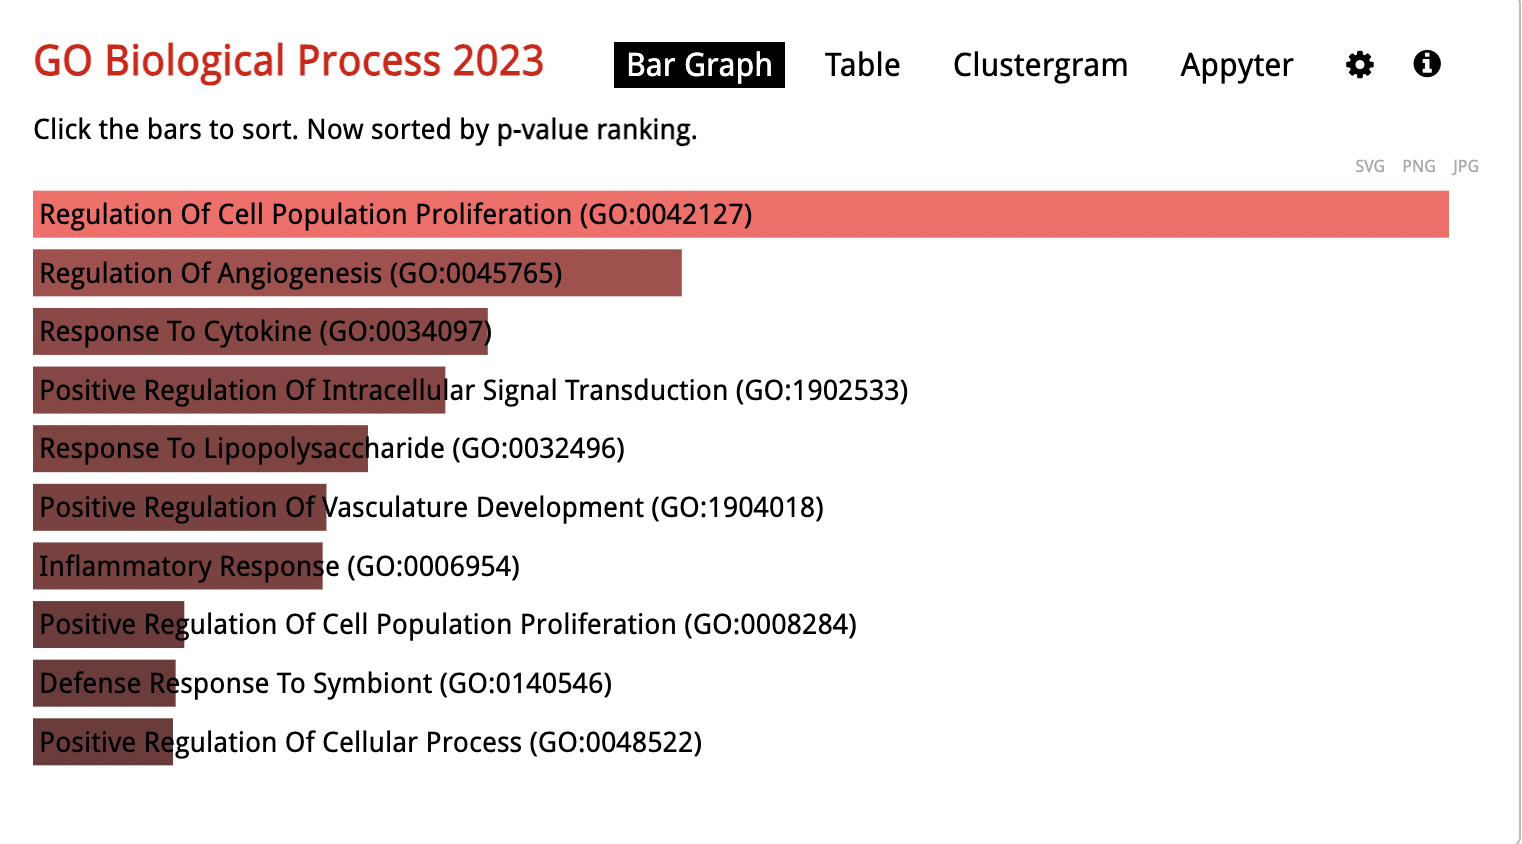 GO Biological Process 2023
Bar Graph Table Clustergram Appyter
Click the bars to sort. Now sorted by p-value ranking.
SVG PNG JPG
Regulation Of Cell Population Proliferation (GO:0042127)
Regulation Of Angiogenesis (GO:0045765)
Response To Cytokine (GO:0034097)
Positive Regulation Of Intracellular Signal Transduction (GO:1902533)
Response To Lipopolysaccharide (GO:0032496)
Positive Regulation Of Vasculature Development (GO:1904018)
Inflammatory Response (GO:0006954)
Positive Regulation Of Cell Population Proliferation (GO:0008284)
Defense Response To Symbiont (GO:0140546)
Positive Regulation Of Cellular Process (GO:0048522)